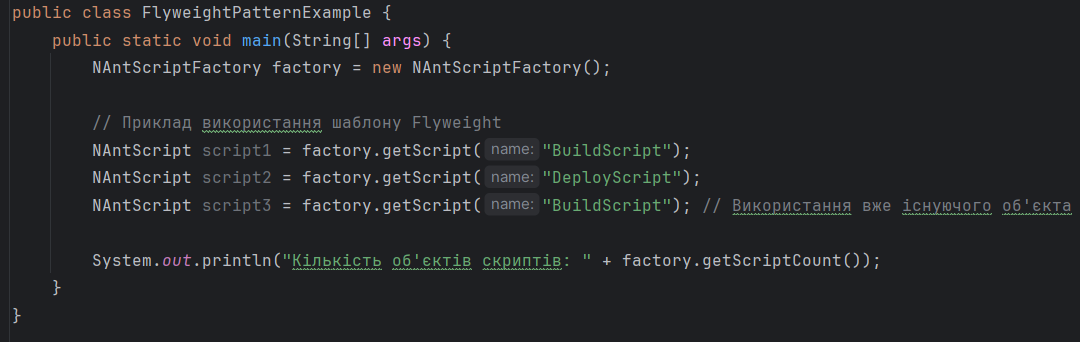 public class FlyweightPatternExample {
    public static void main(String[] args) {
        NAntScriptFactory factory = new NAntScriptFactory();

        // Приклад використання шаблону Flyweight
        NAntScript script1 = factory.getScript( name: "BuildScript");
        NAntScript script2 = factory.getScript( name: "DeployScript");
        NAntScript script3 = factory.getScript( name: "BuildScript"); // Використання вже існуючого об'єкта

        System.out.println("Кількість об'єктів скриптів: " + factory.getScriptCount());
    }
}